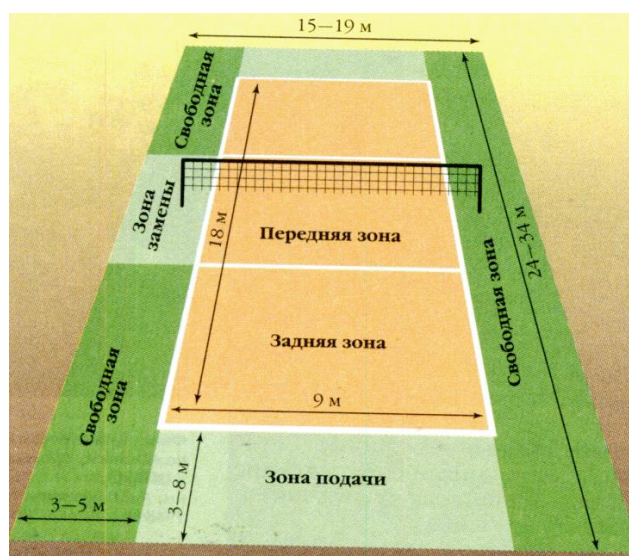 15—19 м
Свободная
зона
Зона
замены
18 м
Передняя зона
24—34 м
Свободная зона
Задняя зона
Свободная
зона
9 м
3—8 м
Зона подачи
3—5 м